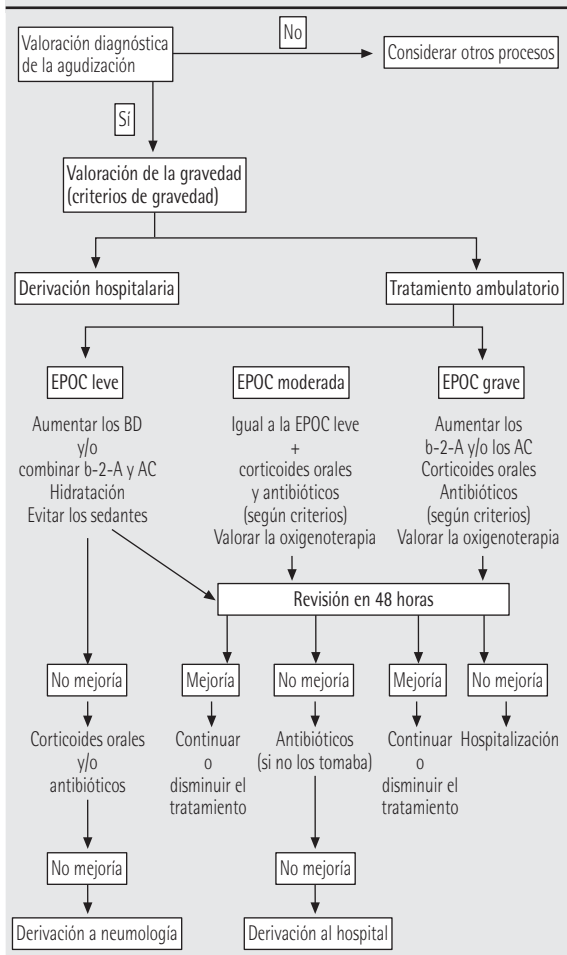 Valoración diagnóstica
de la agudización
No
Considerar otros procesos
Sí
Valoración de la gravedad
(criterios de gravedad)
Derivación hospitalaria
Tratamiento ambulatorio
EPOC leve
EPOC moderada
EPOC grave
Aumentar los BD
y/o
combinar b-2-A y AC
Hidratación
Evitar los sedantes
Igual a la EPOC leve
+
corticoides orales
y antibióticos
(según criterios)
Valorar la oxigenoterapia
Aumentar los
b-2-A y/o los AC
Corticoides orales
Antibióticos
(según criterios)
Valorar la oxigenoterapia
Revisión en 48 horas
No mejoría
Mejoría
No mejoría
Mejoría
No mejoría
Corticoides orales
y/o
antibióticos
Continuar
o
disminuir el
tratamiento
Antibióticos
(si no los tomaba)
Continuar
o
disminuir el
tratamiento
Hospitalización
No mejoría
No mejoría
Derivación a neumología
Derivación al hospital